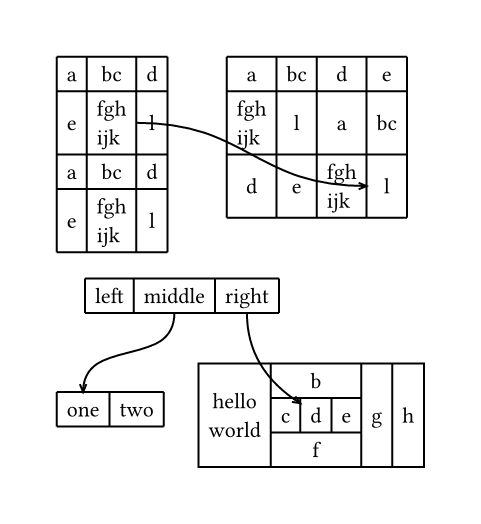 a bc d
e fgh l
ijk
a bc d
e fgh l
ijk
a bc d e
fgh l a bc
ijk
d e fgh l
ijk
left middle right
one two
hello
world
b
c d e
f
g h